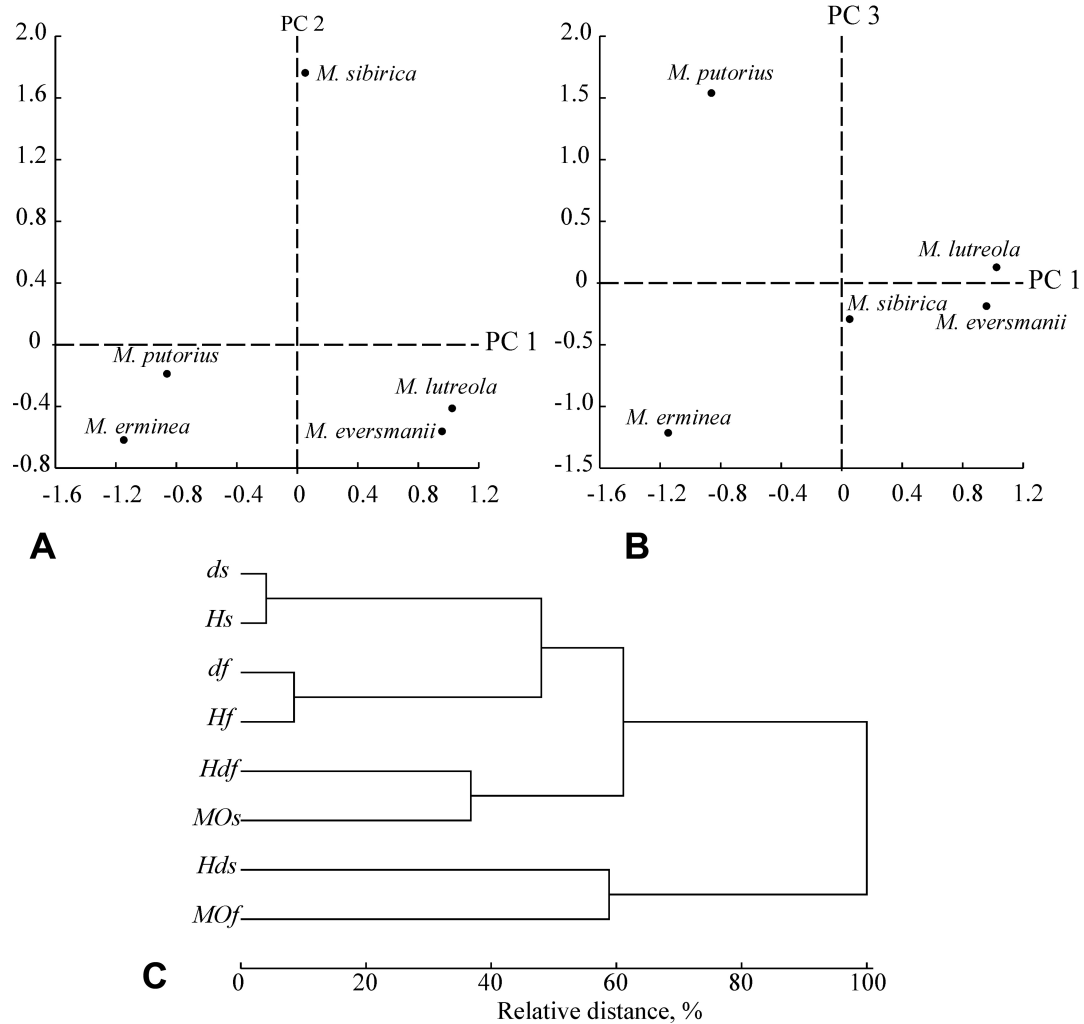 PC 2
2.0
M. sibirica
1.6
1.2
0.8
0.4
0
PC 1
M. putorius
M. lutreola
-0.4
M. erminea
M. eversmanii
-0.8
-1.6 -1.2 -0.8 -0.4 0 0.4 0.8 1.2
A
PC 3
2.0
M. putorius
1.5
1.0
0.5
M. lutreola
0
PC 1
M. sibirica
M. eversmanii
-0.5
-1.0
M. erminea
-1.5
-1.6 -1.2 -0.8 -0.4 0 0.4 0.8 1.2
B
ds
Hs
df
Hf
Hdf
MOs
Hds
MOf
C
0 20 40 60 80 100
Relative distance, %